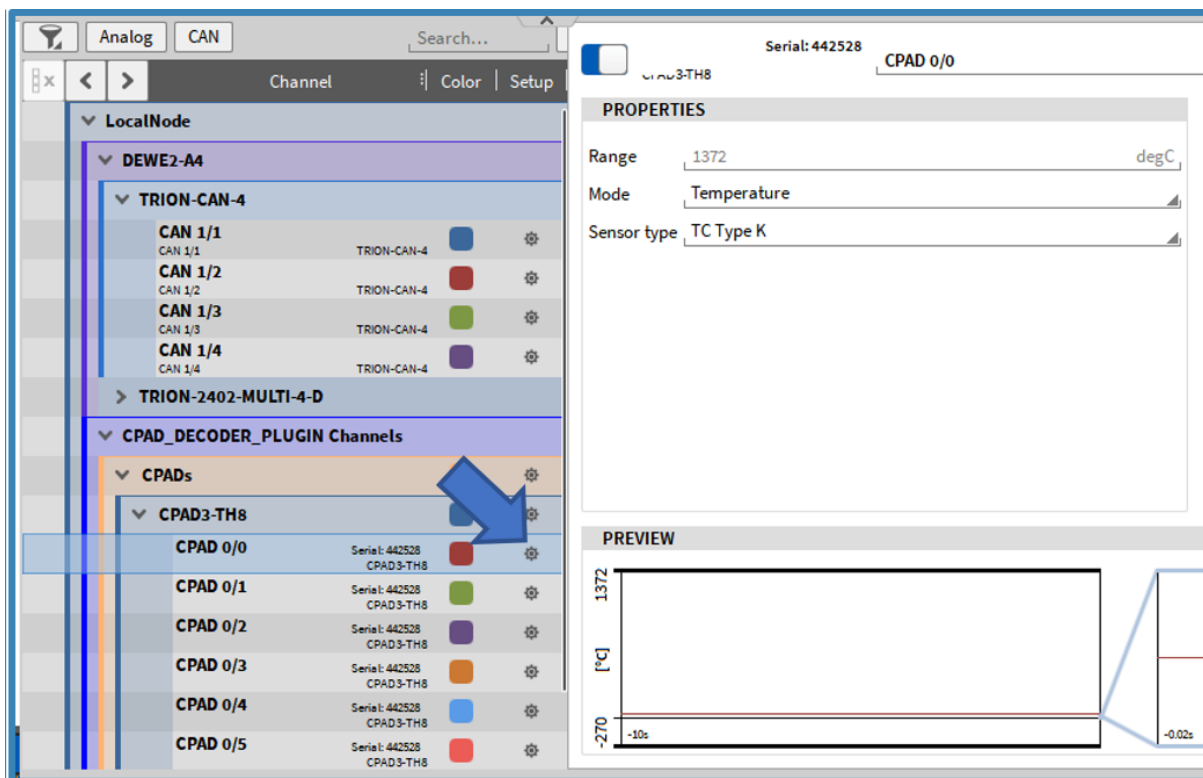 Analog CAN Search...
Channel Color Setup
LocalNode
DEWE2-A4
TRION-CAN-4
CAN 1/1
CAN 1/1 TRION-CAN-4
CAN 1/2
CAN 1/2 TRION-CAN-4
CAN 1/3
CAN 1/3 TRION-CAN-4
CAN 1/4
CAN 1/4 TRION-CAN-4
TRION-2402-MULTI-4-D
CPAD_DECODER_PLUGIN Channels
CPADs
CPAD3-TH8
CPAD 0/0 Serial: 442528
CPAD3-TH8
CPAD 0/1 Serial: 442528
CPAD3-TH8
CPAD 0/2 Serial: 442528
CPAD3-TH8
CPAD 0/3 Serial: 442528
CPAD3-TH8
CPAD 0/4 Serial: 442528
CPAD3-TH8
CPAD 0/5 Serial: 442528
CPAD3-TH8
Serial: 442528 CPAD 0/0
CPAD3-TH8
PROPERTIES
Range 1372 degC
Mode Temperature
Sensor type TC Type K
PREVIEW
1372
[°C]
-270
-10s -0.02s